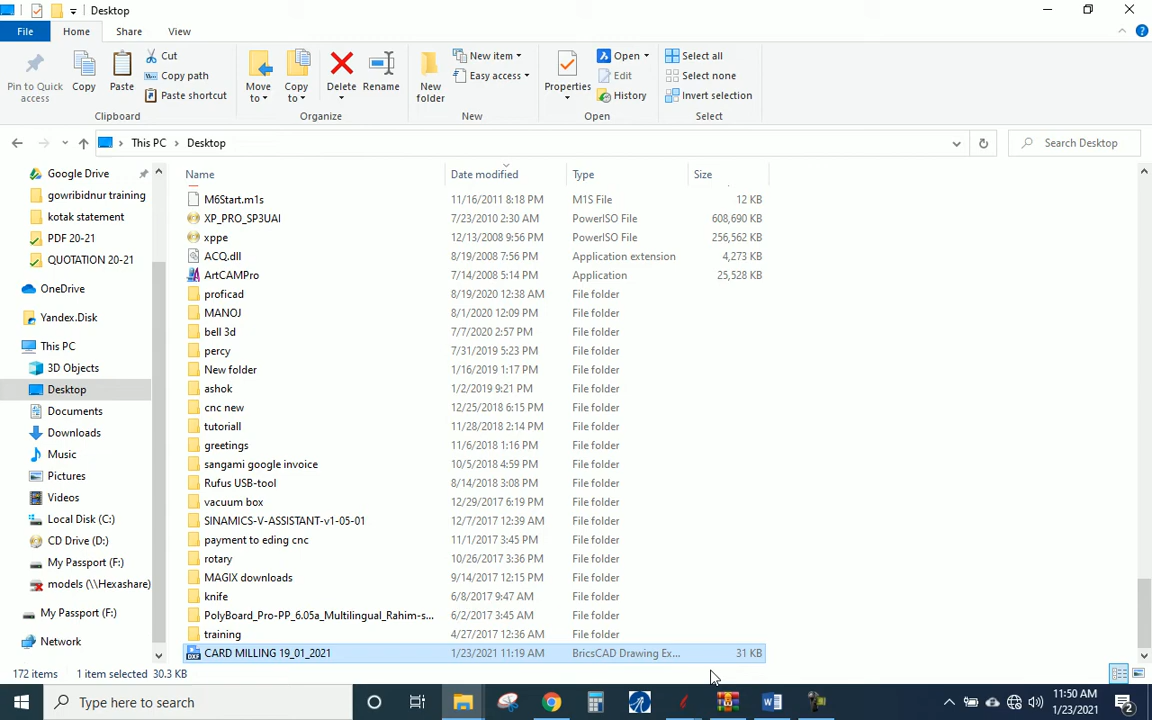 Desktop
File Home Share View
Pin to Quick access
Copy
Paste
Cut
Copy path
Paste shortcut
Clipboard
Move to
Copy to
Delete
Rename
Organize
New folder
New item
Easy access
New
Properties
Open
Edit
History
Open
Select all
Select none
Invert selection
Select
This PC > Desktop
Search Desktop
Google Drive
gowribidnur training
kotak statement
PDF 20-21
QUOTATION 20-21
OneDrive
Yandex.Disk
This PC
3D Objects
Desktop
Documents
Downloads
Music
Pictures
Videos
Local Disk (C:)
CD Drive (D:)
My Passport (F:)
models (\\Hexashare)
My Passport (F:)
Network
Name Date modified Type Size
M6Start.m1s 11/16/2011 8:18 PM M1S File 12 KB
XP_PRO_SP3UAI 7/23/2010 2:30 AM PowerISO File 608,690 KB
xppe 12/13/2008 9:56 PM PowerISO File 256,562 KB
ACQ.dll 8/19/2008 7:56 PM Application extension 4,273 KB
ArtCAMPro 7/14/2008 5:14 PM Application 25,528 KB
proficad 8/19/2020 12:38 AM File folder
MANOJ 8/1/2020 12:09 PM File folder
bell 3d 7/7/2020 2:57 PM File folder
percy 7/31/2019 5:23 PM File folder
New folder 1/16/2019 1:17 PM File folder
ashok 1/2/2019 9:21 PM File folder
cnc new 12/25/2018 6:15 PM File folder
tutoriall 11/28/2018 2:14 PM File folder
greetings 11/6/2018 1:16 PM File folder
sangami google invoice 10/5/2018 4:59 PM File folder
Rufus USB-tool 8/14/2018 3:08 PM File folder
vacuum box 12/29/2017 6:19 PM File folder
SINAMICS-V-ASSISTANT-v1-05-01 12/7/2017 12:39 AM File folder
payment to eding cnc 11/1/2017 3:45 PM File folder
rotary 10/26/2017 3:36 PM File folder
MAGIX downloads 9/14/2017 12:15 PM File folder
knife 6/8/2017 9:47 AM File folder
PolyBoard_Pro-PP_6.05a_Multilingual_Rahim-s... 6/2/2017 3:45 AM File folder
training 4/27/2017 12:36 AM File folder
CARD MILLING 19_01_2021 1/23/2021 11:19 AM BricsCAD Drawing Ex... 31 KB
172 items 1 item selected 30.3 KB
Type here to search
11:50 AM
1/23/2021
2